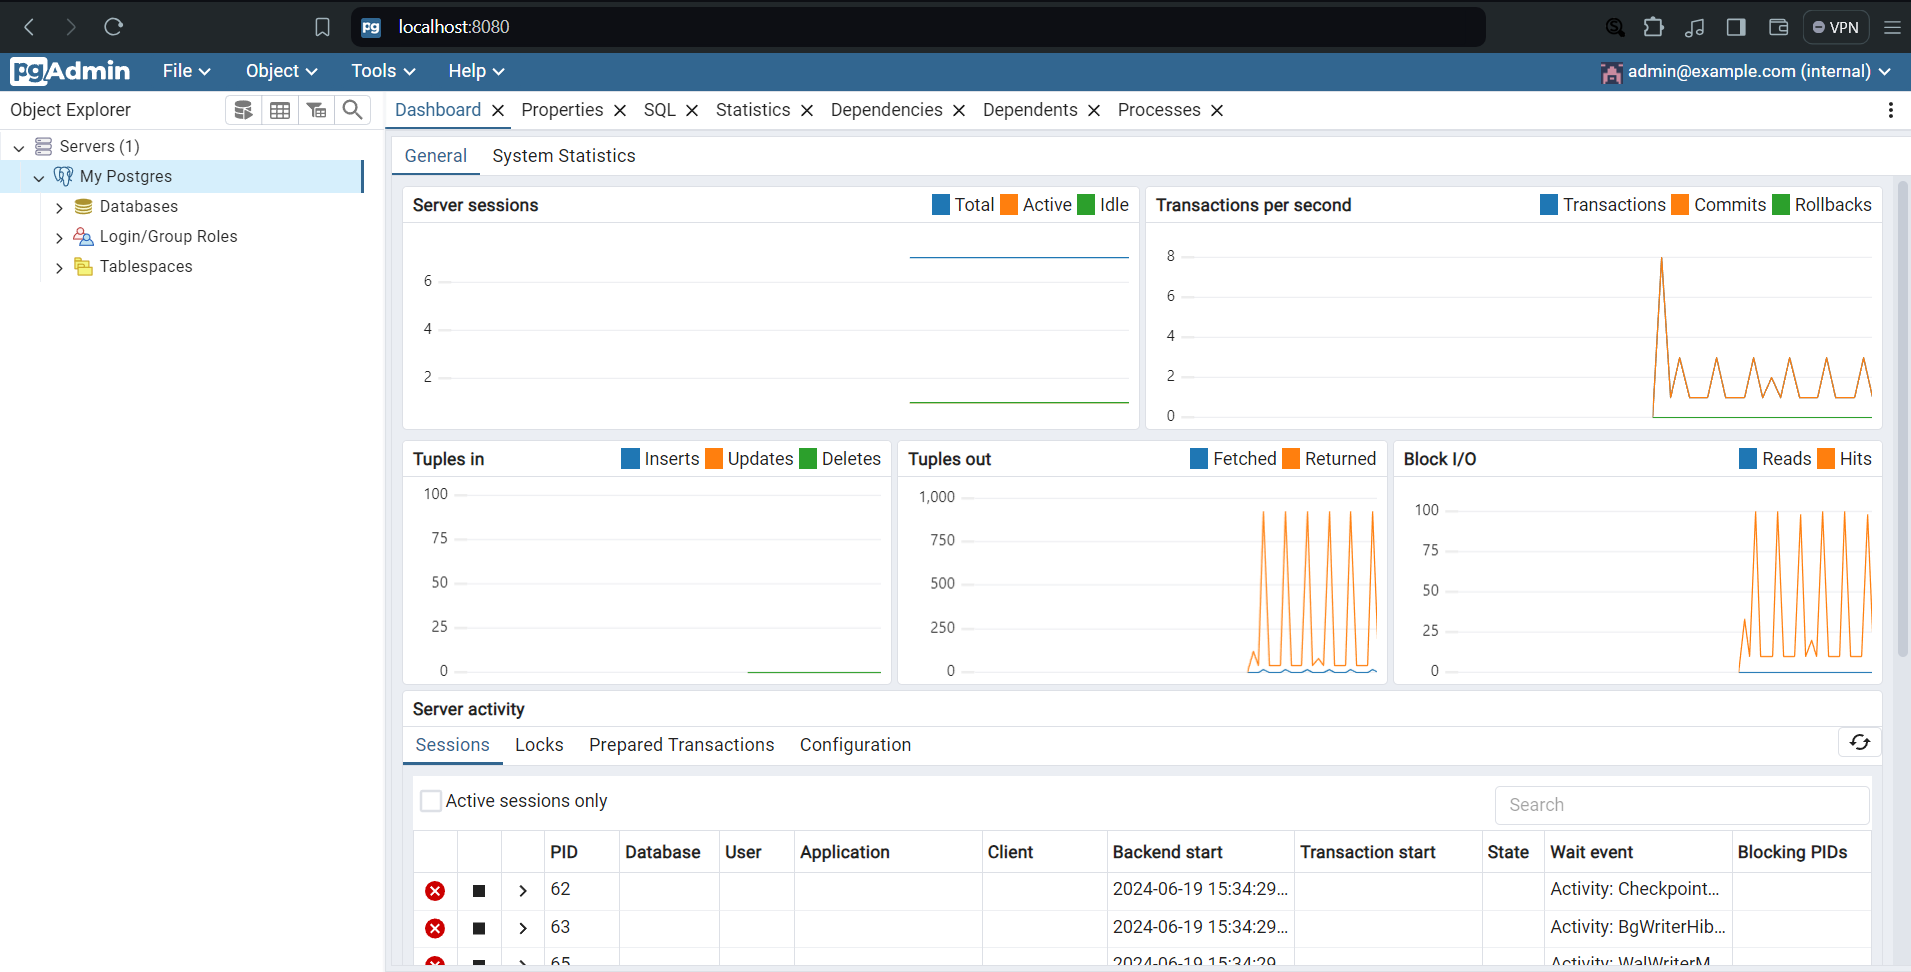 pg localhost:8080 VPN
pgAdmin File Object Tools Help admin@example.com (internal)
Object Explorer
Servers (1)
My Postgres
Databases
Login/Group Roles
Tablespaces
Dashboard Properties SQL Statistics Dependencies Dependents Processes
General System Statistics
Server sessions Total Active Idle
6
4
2
Transactions per second Transactions Commits Rollbacks
8
6
4
2
0
Tuples in Inserts Updates Deletes
100
75
50
25
0
Tuples out Fetched Returned
1,000
750
500
250
0
Block I/O Reads Hits
100
75
50
25
0
Server activity
Sessions Locks Prepared Transactions Configuration
Active sessions only Search
PID Database User Application Client Backend start Transaction start State Wait event Blocking PIDs
62 2024-06-19 15:34:29... Activity: Checkpoint...
63 2024-06-19 15:34:29... Activity: BgWriterHib...
65 2024-06-19 15:34:29 Activity: WalWriterM